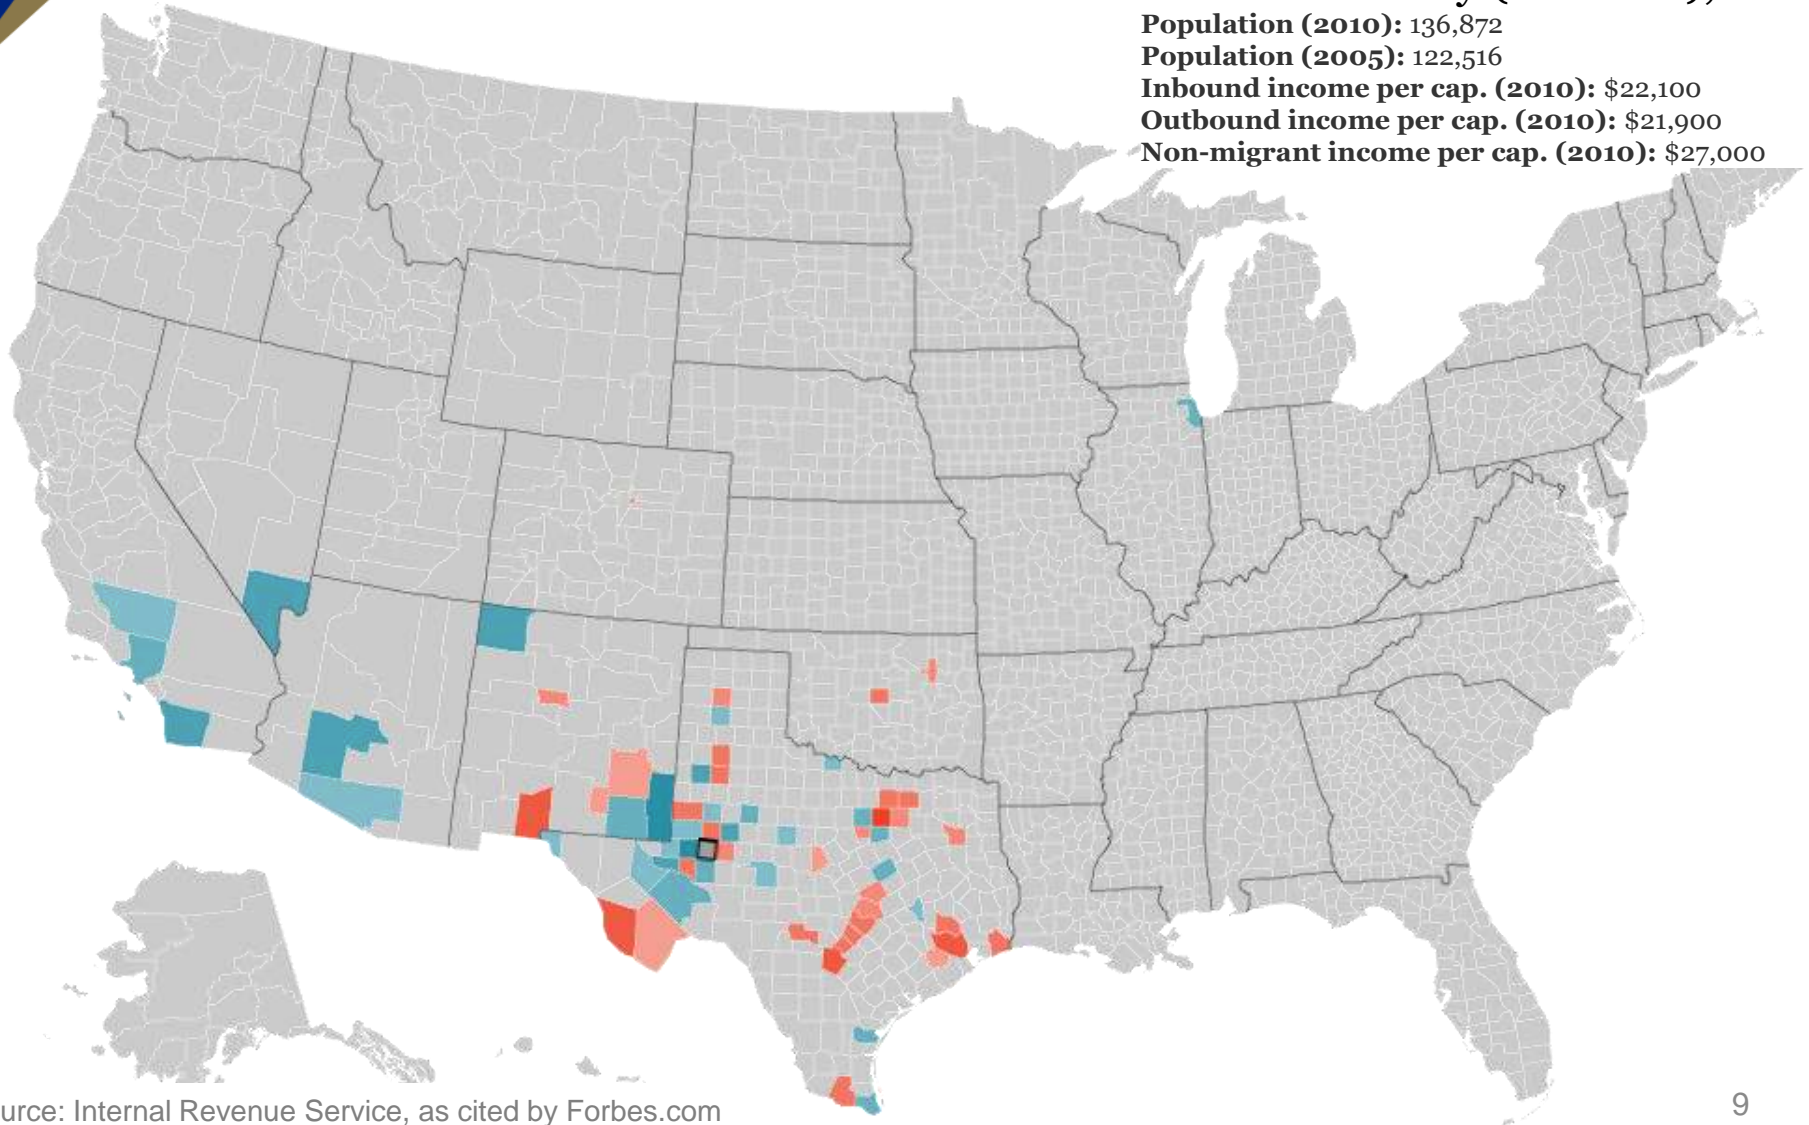 Population (2010): 136,872
Population (2005): 122,516
Inbound income per cap. (2010): $22,100
Outbound income per cap. (2010): $21,900
Non-migrant income per cap. (2010): $27,000
urce: Internal Revenue Service, as cited by Forbes.com
9